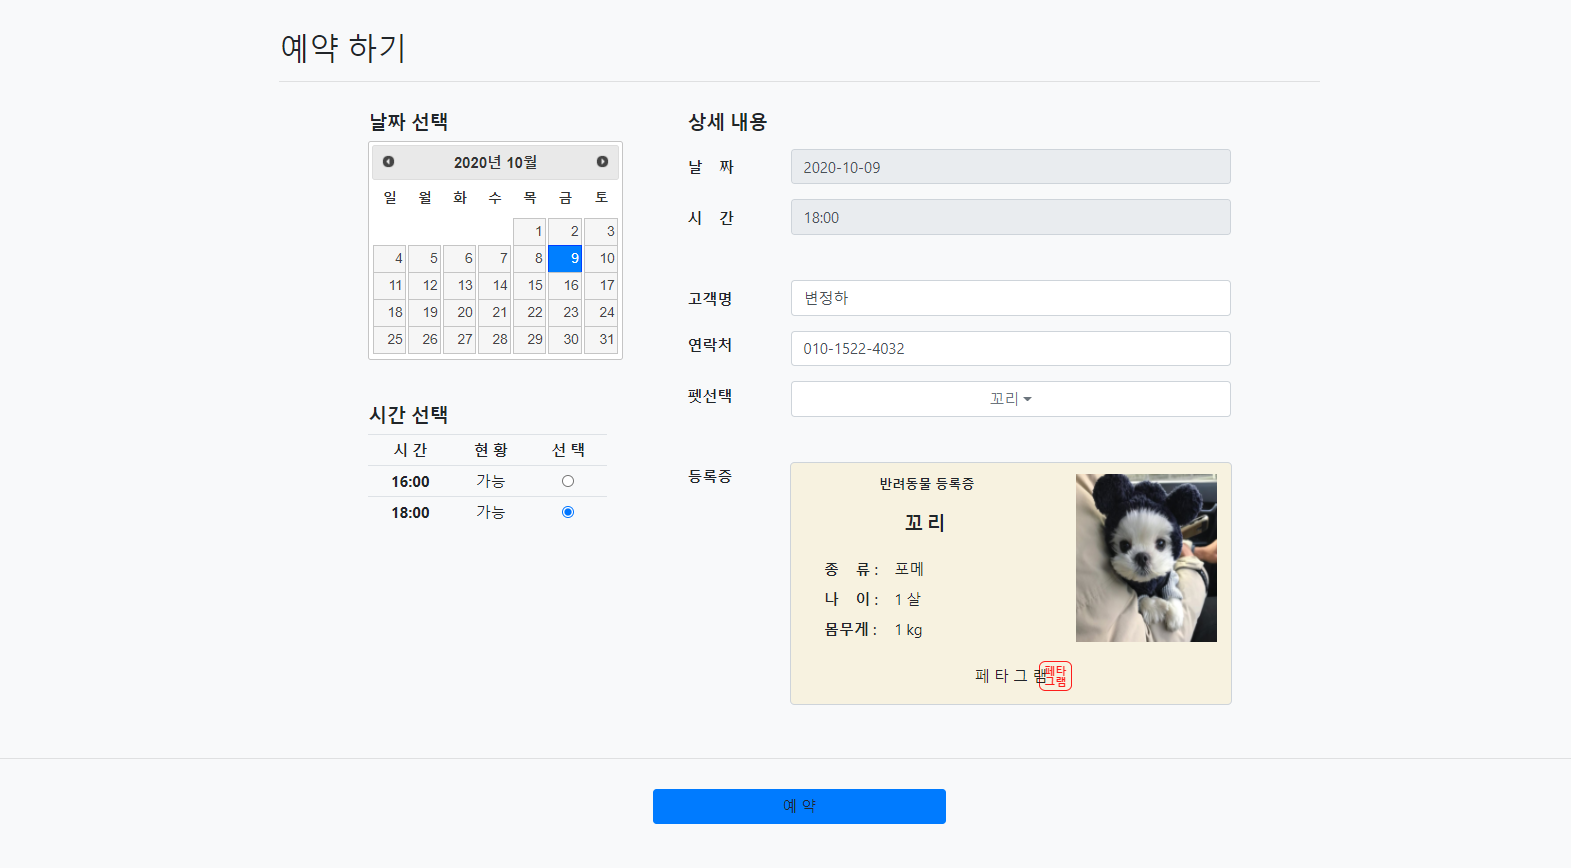 예약 하기
날짜 선택
2020년 10월
일 월 화 수 목 금 토
1 2 3
4 5 6 7 8 9 10
11 12 13 14 15 16 17
18 19 20 21 22 23 24
25 26 27 28 29 30 31
시간 선택
시 간 현 황 선 택
16:00 가능
18:00 가능
상세 내용
날 짜 2020-10-09
시 간 18:00
고객명 변정하
연락처 010-1522-4032
펫선택 꼬리
등록증
반려동물 등록증
꼬 리
종 류 : 포메
나 이 : 1 살
몸무게 : 1 kg
페 타 그 램
페타
그램
예 약